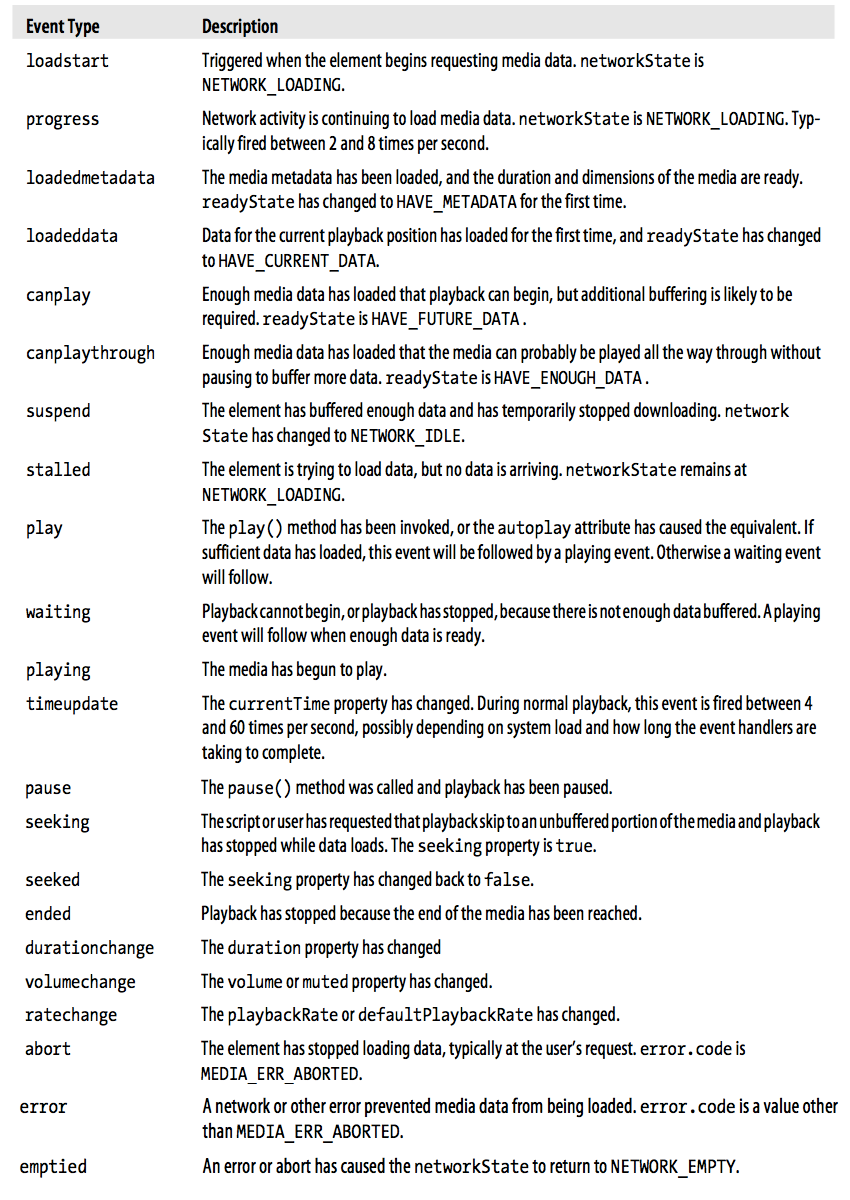 Event Type Description
loadstart Triggered when the element begins requesting media data. networkState is
NETWORK_LOADING.
progress Network activity is continuing to load media data. networkState is NETWORK_LOADING. Typ-
ically fired between 2 and 8 times per second.
loadedmetadata The media metadata has been loaded, and the duration and dimensions of the media are ready.
readyState has changed to HAVE_METADATA for the first time.
loadeddata Data for the current playback position has loaded for the first time, and readyState has changed
to HAVE_CURRENT_DATA.
canplay Enough media data has loaded that playback can begin, but additional buffering is likely to be
required. readyState is HAVE_FUTURE_DATA.
canplaythrough Enough media data has loaded that the media can probably be played all the way through without
pausing to buffer more data. readyState is HAVE_ENOUGH_DATA.
suspend The element has buffered enough data and has temporarily stopped downloading. network
State has changed to NETWORK_IDLE.
stalled The element is trying to load data, but no data is arriving. networkState remains at
NETWORK_LOADING.
play The play() method has been invoked, or the autoplay attribute has caused the equivalent. If
sufficient data has loaded, this event will be followed by a playing event. Otherwise a waiting event
will follow.
waiting Playback cannot begin, or playback has stopped, because there is not enough data buffered. A playing
event will follow when enough data is ready.
playing The media has begun to play.
timeupdate The currentTime property has changed. During normal playback, this event is fired between 4
and 60 times per second, possibly depending on system load and how long the event handlers are
taking to complete.
pause The pause() method was called and playback has been paused.
seeking The script or user has requested that playback skip to an unbuffered portion of the media and playback
has stopped while data loads. The seeking property is true.
seeked The seeking property has changed back to false.
ended Playback has stopped because the end of the media has been reached.
durationchange The duration property has changed
volumechange The volume or muted property has changed.
ratechange The playbackRate or defaultPlaybackRate has changed.
abort The element has stopped loading data, typically at the user’s request. error.code is
MEDIA_ERR_ABORTED.
error A network or other error prevented media data from being loaded. error.code is a value other
than MEDIA_ERR_ABORTED.
emptied An error or abort has caused the networkState to return to NETWORK_EMPTY.